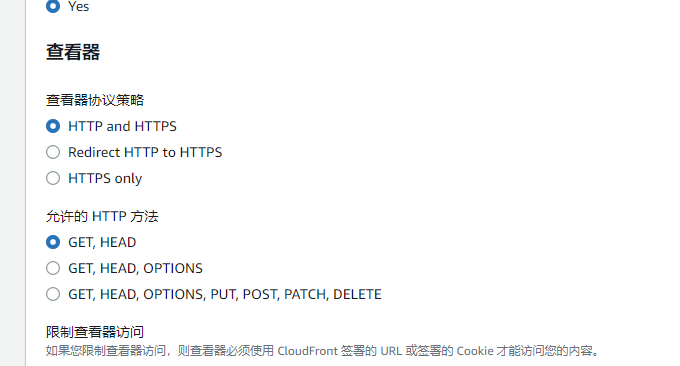 Yes
查看器
查看器协议策略
HTTP and HTTPS
Redirect HTTP to HTTPS
HTTPS only
允许的 HTTP 方法
GET, HEAD
GET, HEAD, OPTIONS
GET, HEAD, OPTIONS, PUT, POST, PATCH, DELETE
限制查看器访问
如果您限制查看器访问，则查看器必须使用 CloudFront 签署的 URL 或签署的 Cookie 才能访问您的内容。